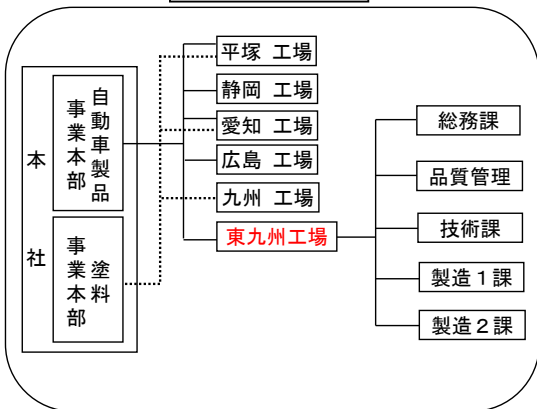 本社
自動車製品
事業本部
塗料
事業本部
平塚 工場
静岡 工場
愛知 工場
広島 工場
九州 工場
東九州工場
総務課
品質管理
技術課
製造１課
製造２課